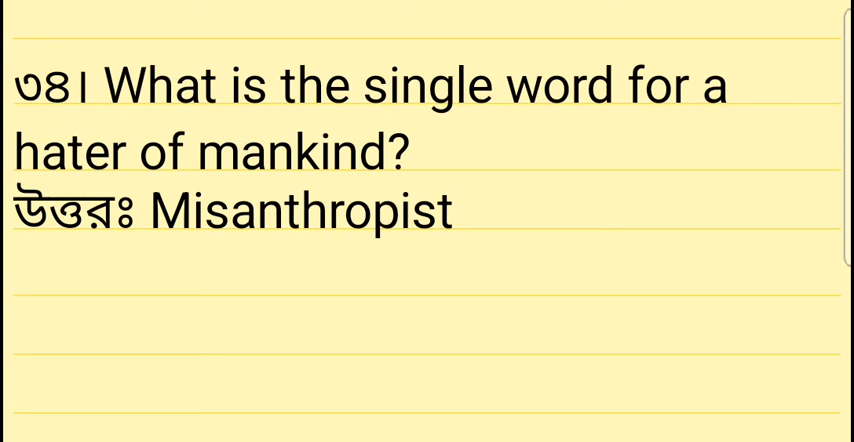 ৩৪। What is the single word for a
hater of mankind?
উত্তরঃ Misanthropist